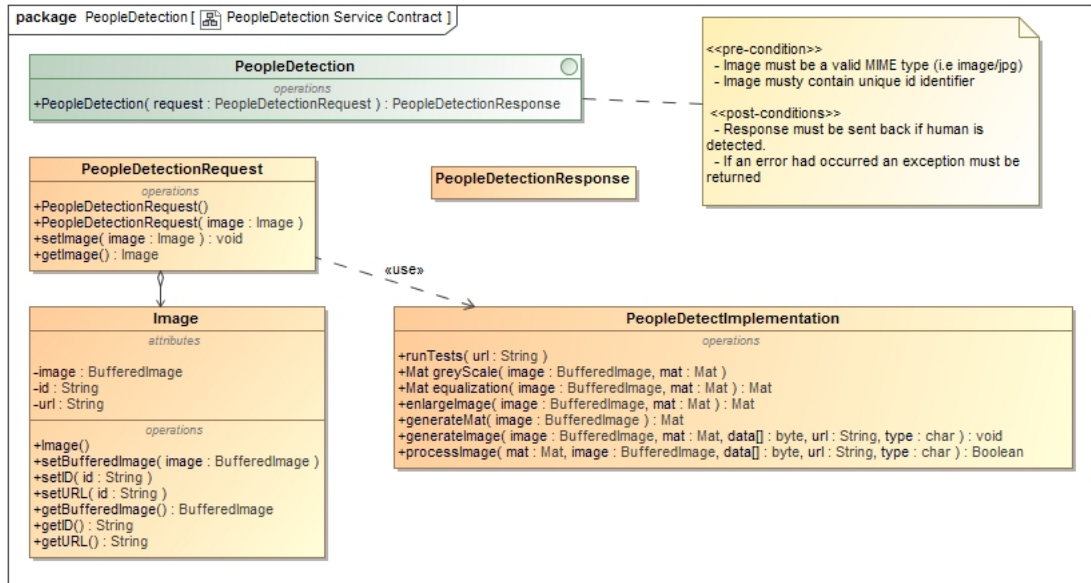 package PeopleDetection [ PeopleDetection Service Contract ]
PeopleDetection
operations
+PeopleDetection( request : PeopleDetectionRequest ) : PeopleDetectionResponse
<<pre-condition>>
- Image must be a valid MIME type (i.e image/jpg)
- Image musty contain unique id identifier
<<post-conditions>>
- Response must be sent back if human is
detected.
- If an error had occurred an exception must be
returned
PeopleDetectionRequest
operations
+PeopleDetectionRequest()
+PeopleDetectionRequest( image : Image )
+setImage( image : Image ) : void
+getImage() : Image
PeopleDetectionResponse
«use»
Image
attributes
-image : BufferedImage
-id : String
-url : String
operations
+Image()
+setBufferedImage( image : BufferedImage )
+setID( id : String )
+setURL( id : String )
+getBufferedImage() : BufferedImage
+getID() : String
+getURL() : String
PeopleDetectImplementation
operations
+runTests( url : String )
+Mat greyScale( image : BufferedImage, mat : Mat )
+Mat equalization( image : BufferedImage, mat : Mat ) : Mat
+enlargeImage( image : BufferedImage, mat : Mat ) : Mat
+generateMat( image : BufferedImage ) : Mat
+generateImage( image : BufferedImage, mat : Mat, data[] : byte, url : String, type : char ) : void
+processImage( mat : Mat, image : BufferedImage, data[] : byte, url : String, type : char ) : Boolean